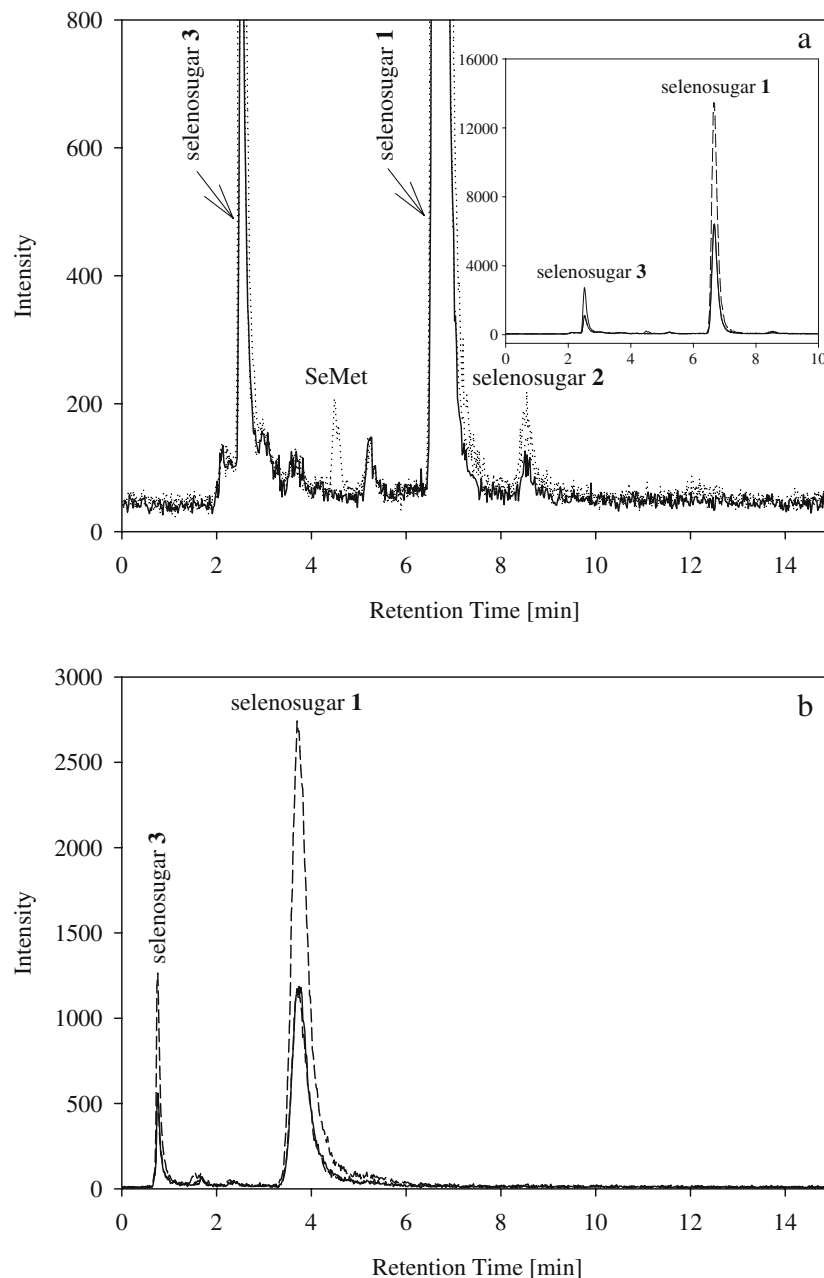 a
800
600
400
200
0
Intensity
selenosugar 3
selenosugar 1
SeMet
selenosugar 2
16000
12000
8000
4000
0
selenosugar 1
selenosugar 3
0 2 4 6 8 10
0 2 4 6 8 10 12 14
Retention Time [min]
b
3000
2500
2000
1500
1000
500
0
Intensity
selenosugar 3
selenosugar 1
0 2 4 6 8 10 12 14
Retention Time [min]